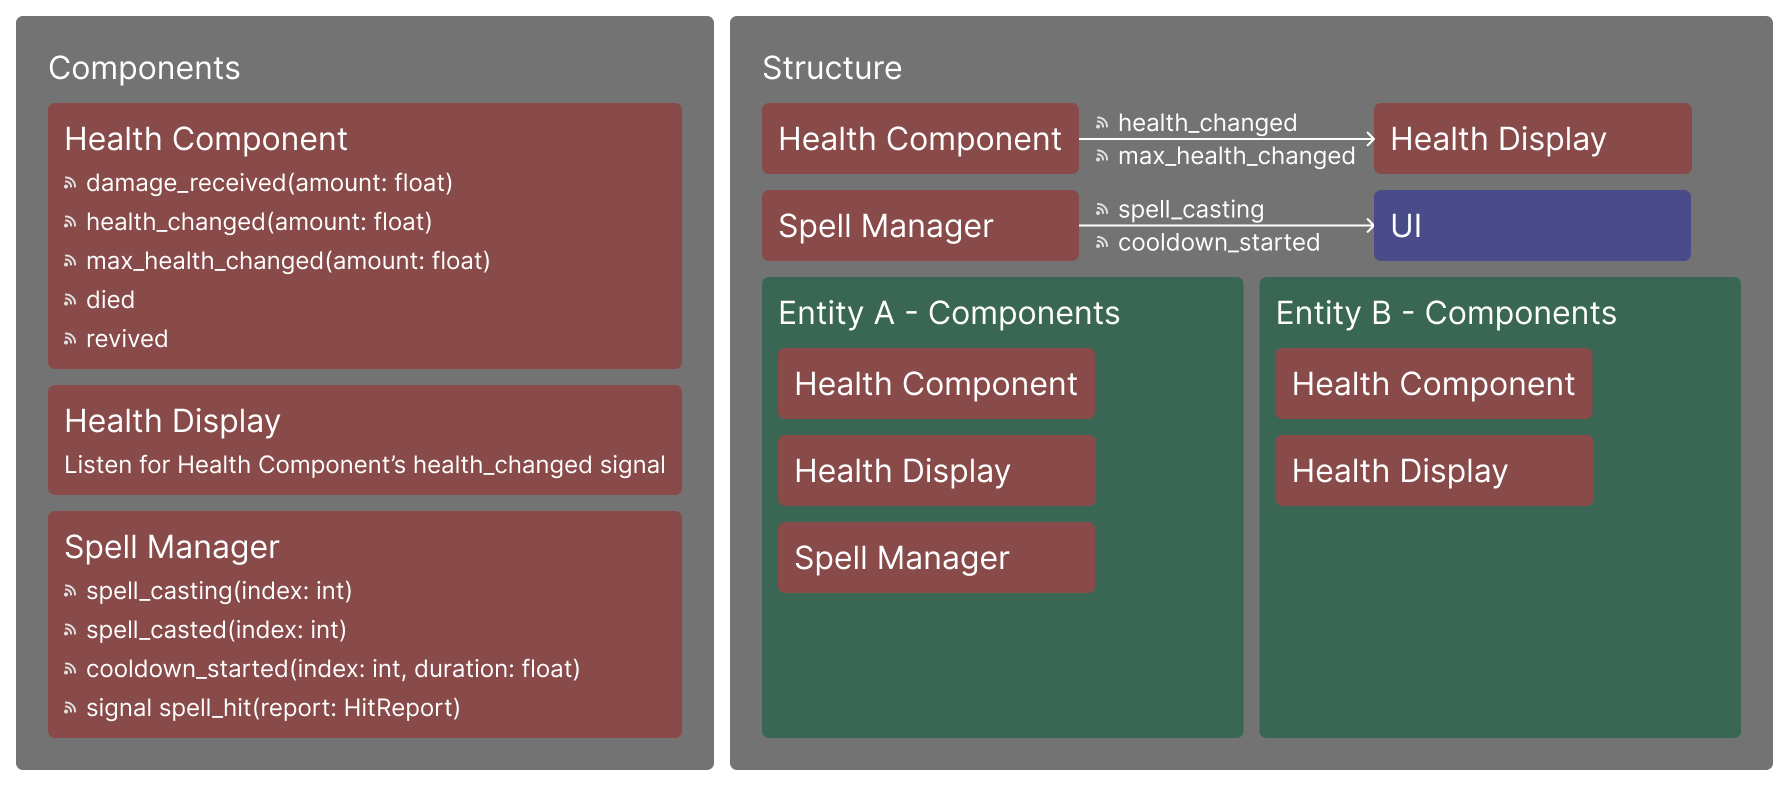 Components
Health Component
damage_received(amount: float)
health_changed(amount: float)
max_health_changed(amount: float)
died
revived
Health Display
Listen for Health Component’s health_changed signal
Spell Manager
spell_casting(index: int)
spell_casted(index: int)
cooldown_started(index: int, duration: float)
signal spell_hit(report: HitReport)
Structure
Health Component
health_changed
max_health_changed
Health Display
Spell Manager
spell_casting
cooldown_started
UI
Entity A - Components
Health Component
Health Display
Spell Manager
Entity B - Components
Health Component
Health Display